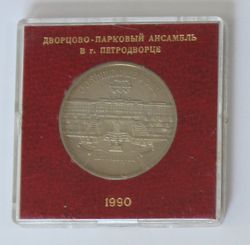 ДВОРЦОВО-ПАРКОВЫЙ АНСАМБЛЬ
В г. ПЕТРОДВОРЦЕ
1990